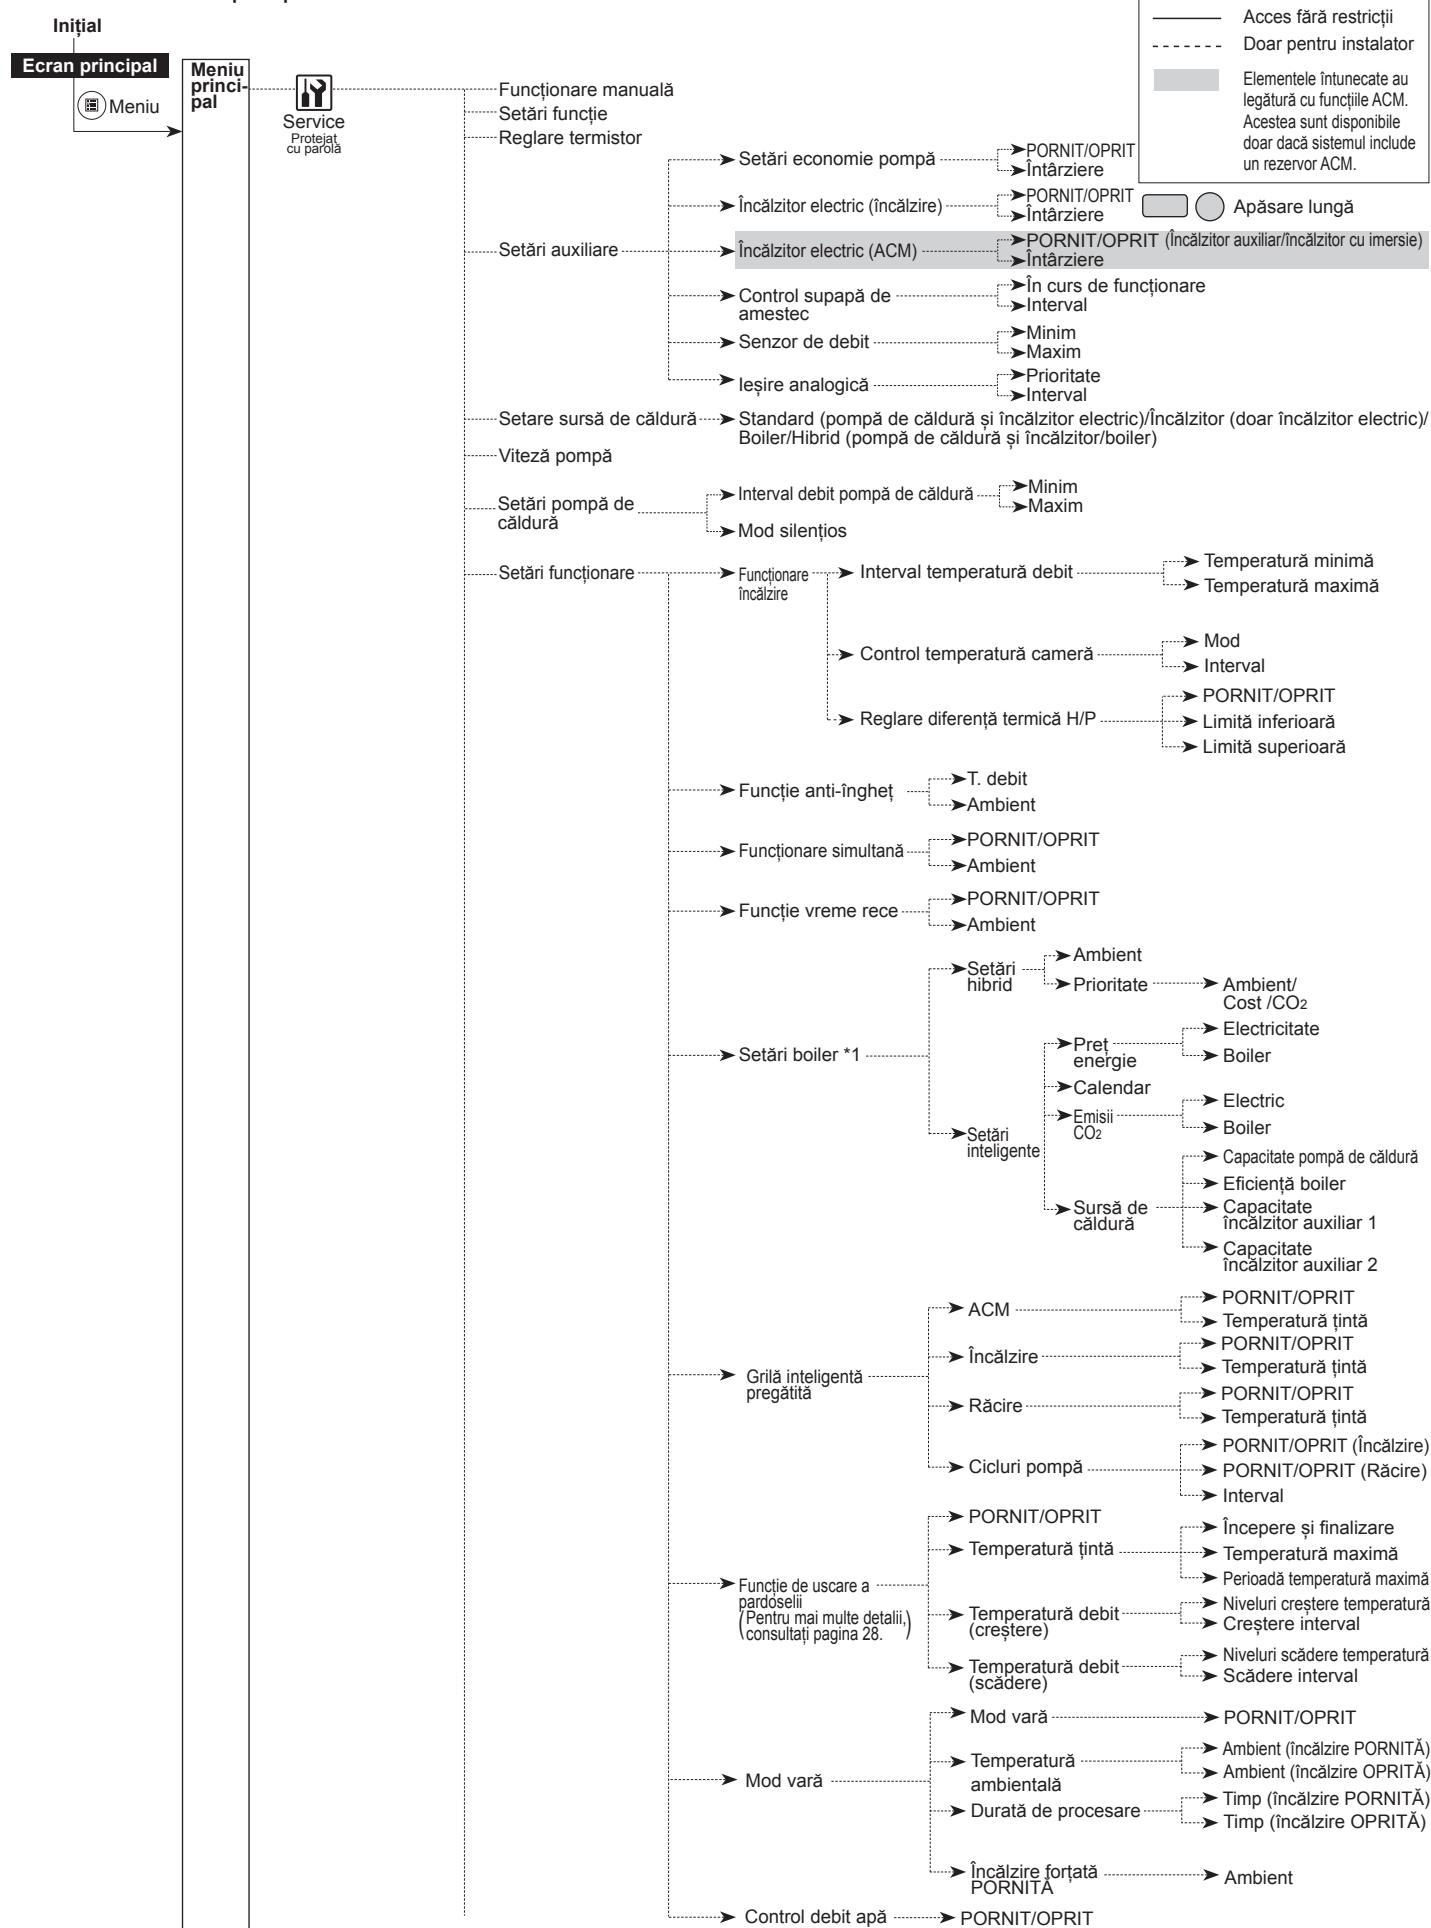 Inițial
Ecran principal
Meniu
Meniu
princi-
pal
Service
Protejat
cu parolă
Acces fără restricții
Doar pentru instalator
Elementele întunecate au
legătură cu funcțiile ACM.
Acestea sunt disponibile
doar dacă sistemul include
un rezervor ACM.
Apăsare lungă
Funcționare manuală
Setări funcție
Reglare termistor
Setări auxiliare
Setări economie pompă
PORNIT/OPRIT
Întârziere
Încălzitor electric (încălzire)
PORNIT/OPRIT
Întârziere
Încălzitor electric (ACM)
PORNIT/OPRIT (Încălzitor auxiliar/încălzitor cu imersie)
Întârziere
Control supapă de
amestec
În curs de funcționare
Interval
Senzor de debit
Minim
Maxim
Ieșire analogică
Prioritate
Interval
Setare sursă de căldură
Standard (pompă de căldură și încălzitor electric)/Încălzitor (doar încălzitor electric)/
Boiler/Hibrid (pompă de căldură și încălzitor/boiler)
Viteză pompă
Setări pompă de
căldură
Interval debit pompă de căldură
Minim
Maxim
Mod silențios
Setări funcționare
Funcționare
încălzire
Interval temperatură debit
Temperatură minimă
Temperatură maximă
Control temperatură cameră
Mod
Interval
Reglare diferență termică H/P
PORNIT/OPRIT
Limită inferioară
Limită superioară
Funcție anti-îngheț
T. debit
Ambient
Funcționare simultană
PORNIT/OPRIT
Ambient
Funcție vreme rece
PORNIT/OPRIT
Ambient
Setări boiler *1
Setări
hibrid
Ambient
Prioritate
Ambient/
Cost /CO2
Setări
inteligente
Preț
energie
Electricitate
Boiler
Calendar
Emisii
CO2
Electric
Boiler
Sursă de
căldură
Capacitate pompă de căldură
Eficiență boiler
Capacitate
încălzitor auxiliar 1
Capacitate
încălzitor auxiliar 2
Grilă inteligentă
pregătită
ACM
PORNIT/OPRIT
Temperatură țintă
Încălzire
PORNIT/OPRIT
Temperatură țintă
Răcire
PORNIT/OPRIT
Temperatură țintă
Cicluri pompă
PORNIT/OPRIT (Încălzire)
PORNIT/OPRIT (Răcire)
Interval
Funcție de uscare a
pardoselii
(Pentru mai multe detalii,
consultați pagina 28.)
PORNIT/OPRIT
Temperatură țintă
Începere și finalizare
Temperatură maximă
Perioadă temperatură maximă
Temperatură debit
(creștere)
Niveluri creștere temperatură
Creștere interval
Temperatură debit
(scădere)
Niveluri scădere temperatură
Scădere interval
Mod vară
Mod vară
PORNIT/OPRIT
Temperatură
ambientală
Ambient (încălzire PORNITĂ)
Ambient (încălzire OPRITĂ)
Durată de procesare
Timp (încălzire PORNITĂ)
Timp (încălzire OPRITĂ)
Încălzire forțată
PORNITĂ
Ambient
Control debit apă
PORNIT/OPRIT